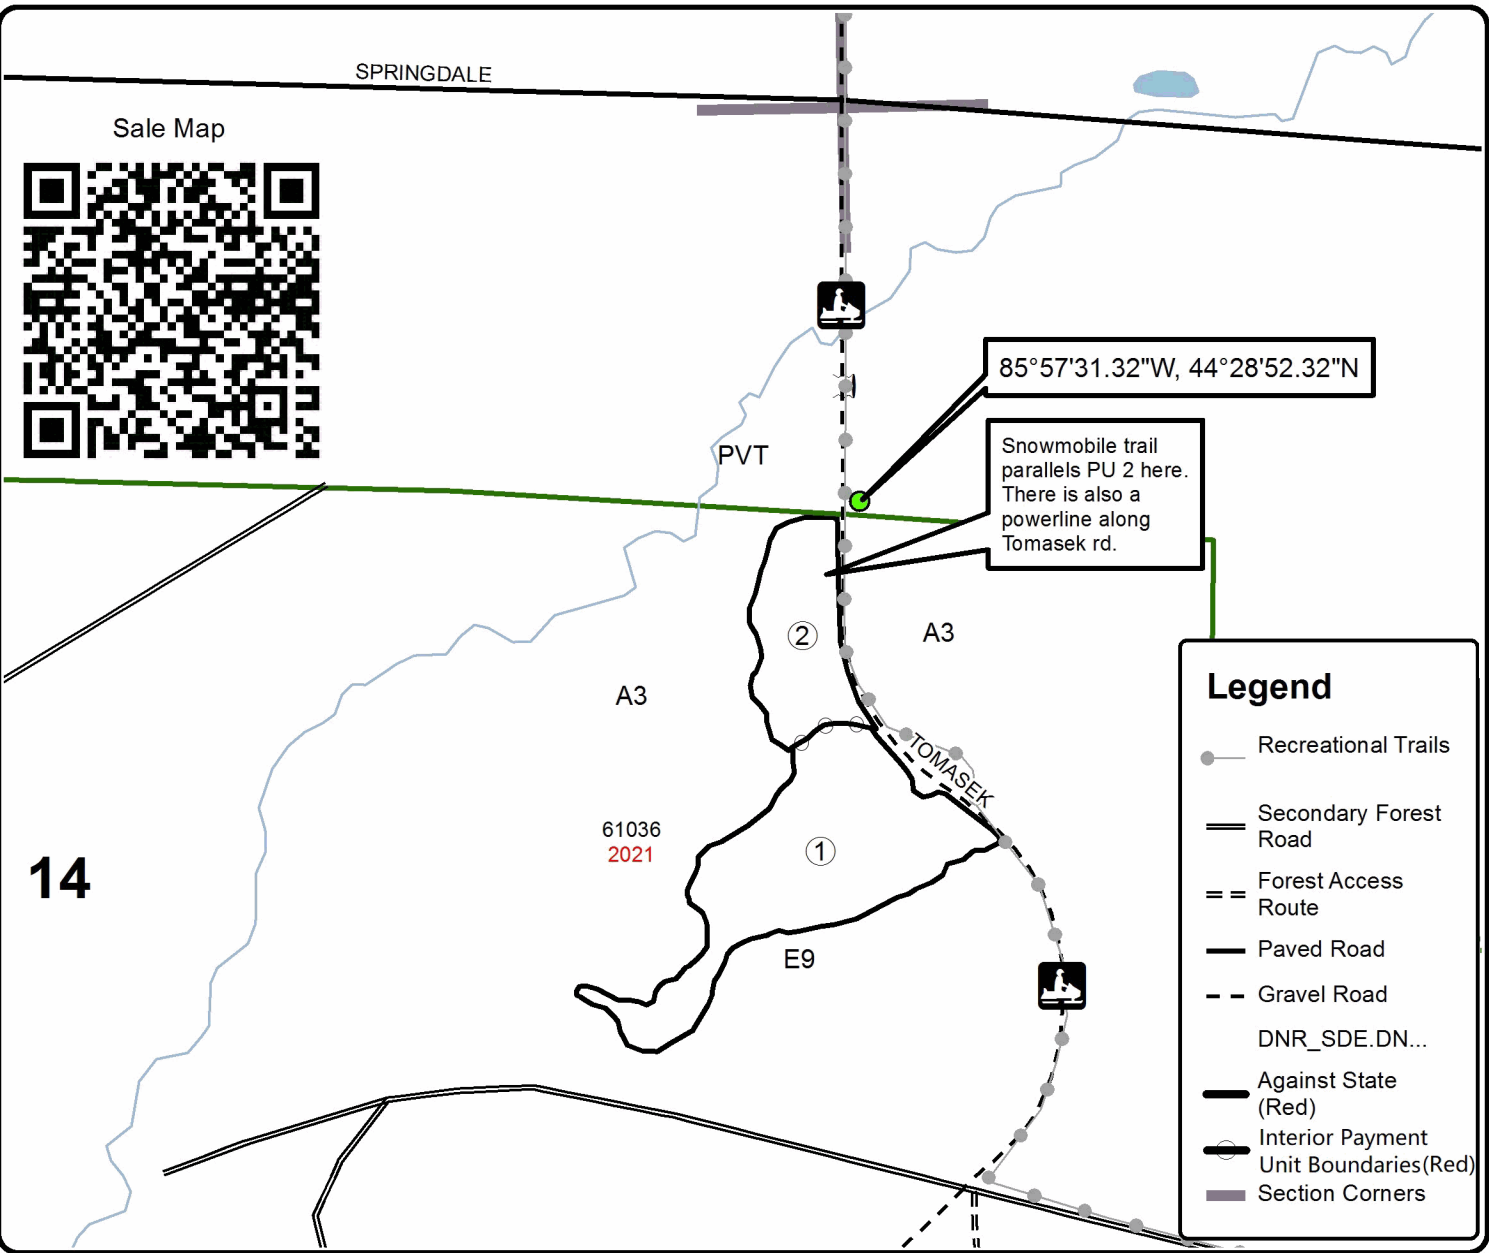 SPRINGDALE
Sale Map
85°57'31.32"W, 44°28'52.32"N
Snowmobile trail
parallels PU 2 here.
There is also a
powerline along
Tomasek rd.
PVT
2
A3
A3
TOMASEK
61036
2021
1
14
E9
Legend
Recreational Trails
Secondary Forest
Road
Forest Access
Route
Paved Road
Gravel Road
DNR_SDE.DN...
Against State
(Red)
Interior Payment
Unit Boundaries(Red)
Section Corners